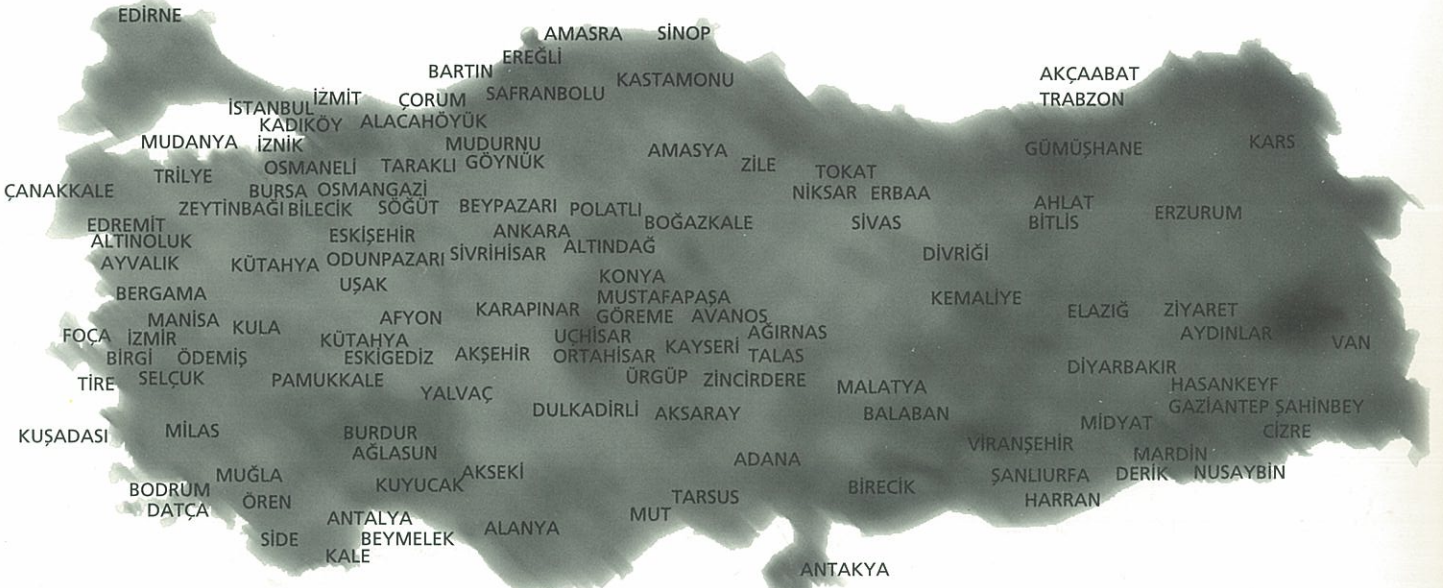 EDİRNE
AMASRA
SİNOP
EREĞLİ
BARTIN
KASTAMONU
AKÇAABAT
İSTANBUL
İZMİT
ÇORUM
SAFRANBOLU
TRABZON
KADIKÖY
ALACAHÖYÜK
MUDANYA
İZNİK
MUDURNU
AMASYA
GÜMÜŞHANE
KARS
OSMANELİ
TARAKLI
GÖYNÜK
ZİLE
TRİLYE
TOKAT
ÇANAKKALE
BURSA
OSMANGAZİ
NİKSAR
ERBAA
ZEYTİNBAĞI
BİLECİK
SÖĞÜT
BEYPAZARI
POLATLI
AHLAT
ERZURUM
EDREMİT
BOĞAZKALE
SİVAS
BİTLİS
ALTINOLUK
ESKİŞEHİR
ANKARA
ALTINDAĞ
AYVALIK
KÜTAHYA
ODUNPAZARI
SİVRİHİSAR
DİVRİĞİ
UŞAK
KONYA
BERGAMA
MUSTAFAPAŞA
KEMALİYE
MANİSA
AFYON
KARAPINAR
GÖREME
AVANOS
ELAZIĞ
ZİYARET
FOÇA
İZMİR
KULA
KÜTAHYA
UÇHİSAR
AĞIRNAS
AYDINLAR
VAN
BİRGİ
ÖDEMİŞ
ESKİGEDİZ
AKŞEHİR
ORTAHİSAR
KAYSERİ
TALAS
DİYARBAKIR
TİRE
SELÇUK
PAMUKKALE
ÜRGÜP
ZİNCİRDERE
MALATYA
HASANKEYF
YALVAÇ
DULKADİRLİ
AKSARAY
BALABAN
GAZİANTEP
ŞAHİNBEY
KUŞADASI
MİLAS
BURDUR
MİDYAT
CİZRE
AĞLASUN
VİRANŞEHİR
MARDİN
MUĞLA
AKSEKİ
ADANA
ŞANLIURFA
DERİK
NUSAYBİN
BODRUM
KUYUCAK
BİRECİK
DATÇA
ÖREN
TARSUS
HARRAN
ANTALYA
ALANYA
MUT
SİDE
BEYMELEK
KALE
ANTAKYA